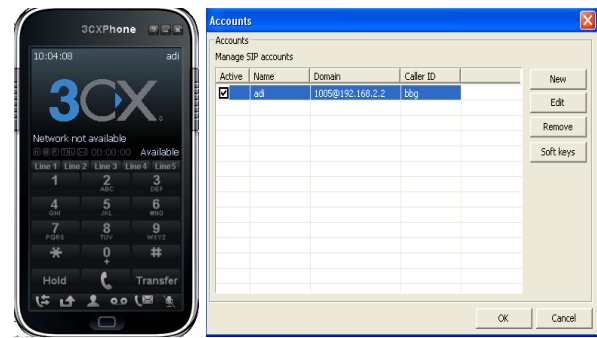 3CXPhone
10:04:08 adi
3CX
Network not available
00:00:00 Available
Line 1 Line 2 Line 3 Line 4 Line 5
1 2 3
ABC DEF
4 5 6
GHI JKL MNO
7 8 9
PQRS TUV WXYZ
* 0 #
+
Hold Transfer
Accounts
Accounts
Manage SIP accounts
Active Name Domain Caller ID
adi 1005@192.168.2.2 bbg
New
Edit
Remove
Soft keys
OK Cancel